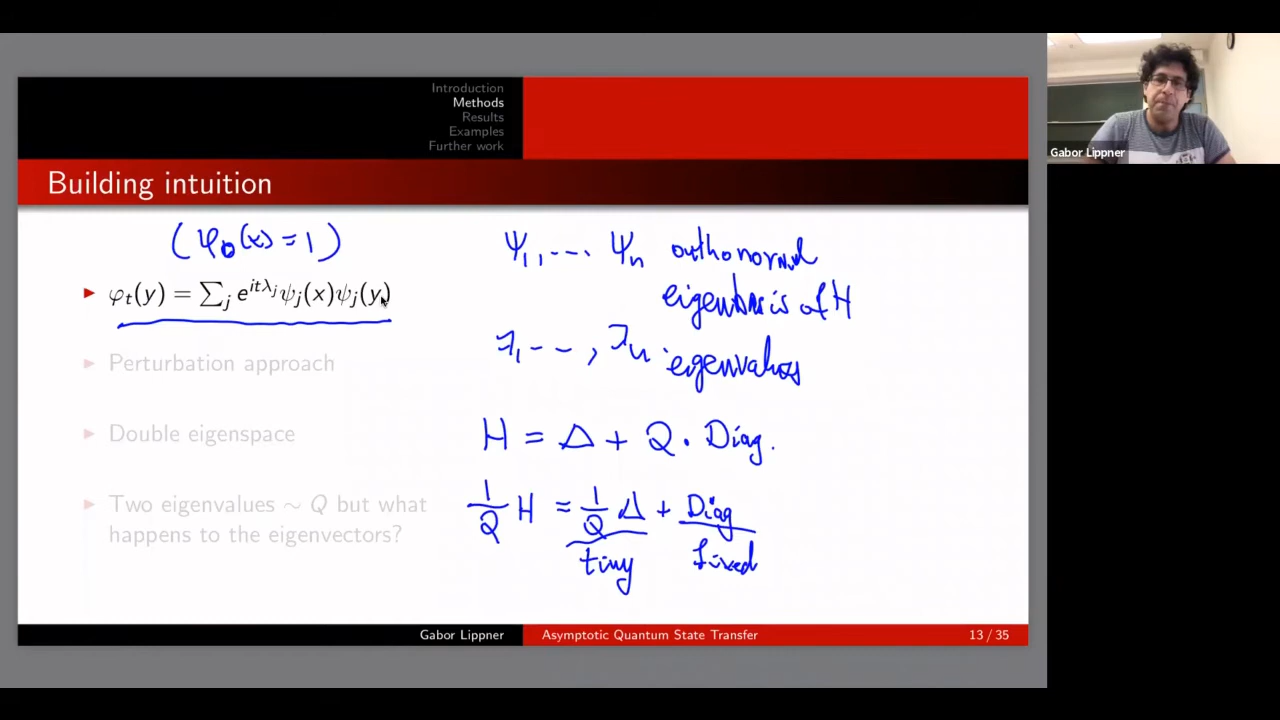 Introduction
Methods
Results
Examples
Further work
Building intuition
(φ₀(x) = 1)
▶ φₜ(y) = ∑ⱼ e^{itλⱼ}ψⱼ(x)ψⱼ(y)
▶ Perturbation approach
▶ Double eigenspace
▶ Two eigenvalues ∼ Q but what
happens to the eigenvectors?
ψ₁, ... ψₙ orthonormal
eigenbasis of H
λ₁ - - , λₙ . eigenvalues
H = Δ + Q · Diag.
1/Q H = 1/Q Δ + Diag
tiny fixed
Gabor Lippner
Asymptotic Quantum State Transfer
13 / 35
Gabor Lippner